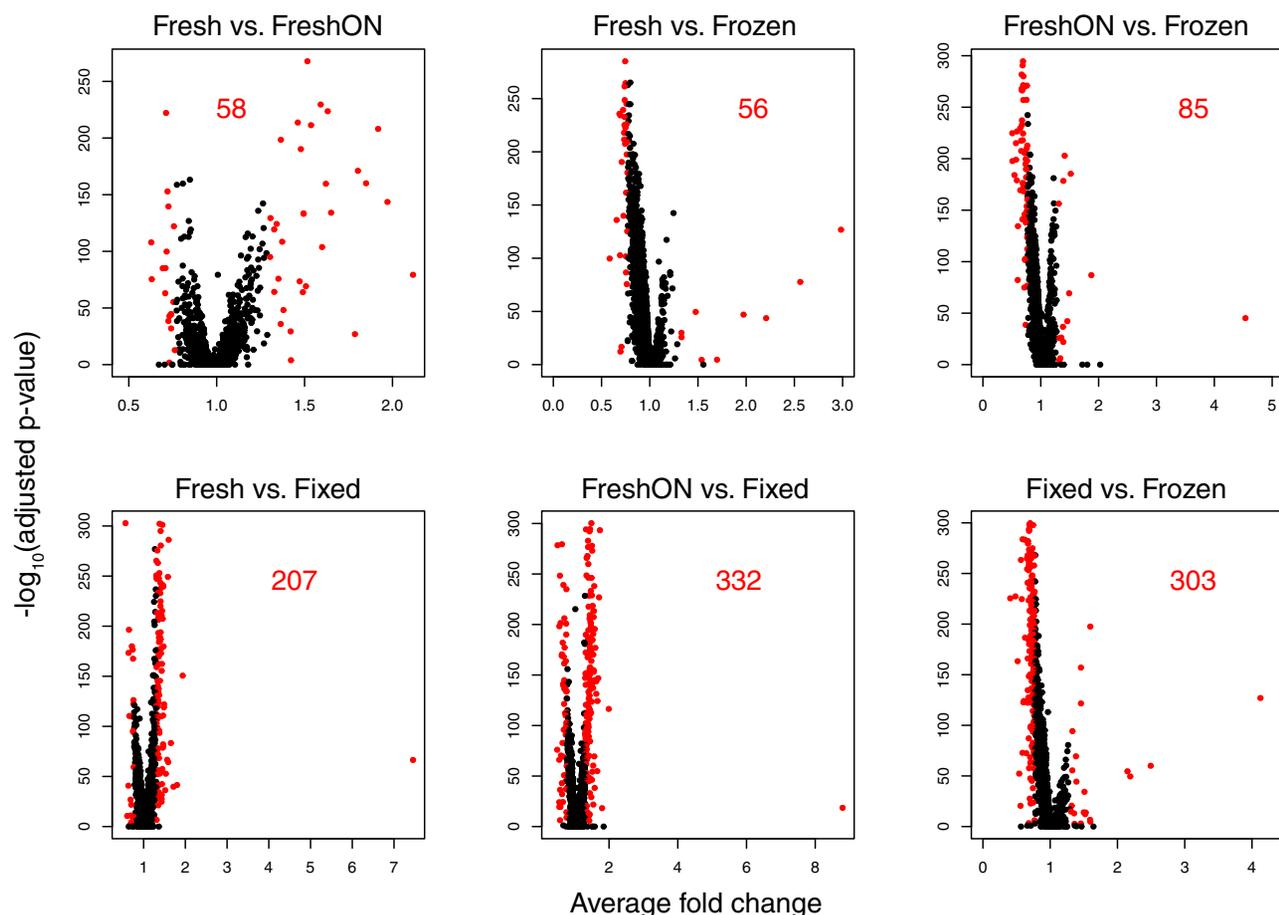 Fresh vs. FreshON
Fresh vs. Frozen
FreshON vs. Frozen
58
56
85
0 50 100 150 200 250
0 50 100 150 200 250
0 50 100 150 200 250 300
0.5 1.0 1.5 2.0
0.0 0.5 1.0 1.5 2.0 2.5 3.0
0 1 2 3 4 5
-log10(adjusted p-value)
Fresh vs. Fixed
FreshON vs. Fixed
Fixed vs. Frozen
207
332
303
0 50 100 150 200 250 300
0 50 100 150 200 250 300
0 50 100 150 200 250 300
1 2 3 4 5 6 7
2 4 6 8
0 1 2 3 4
Average fold change